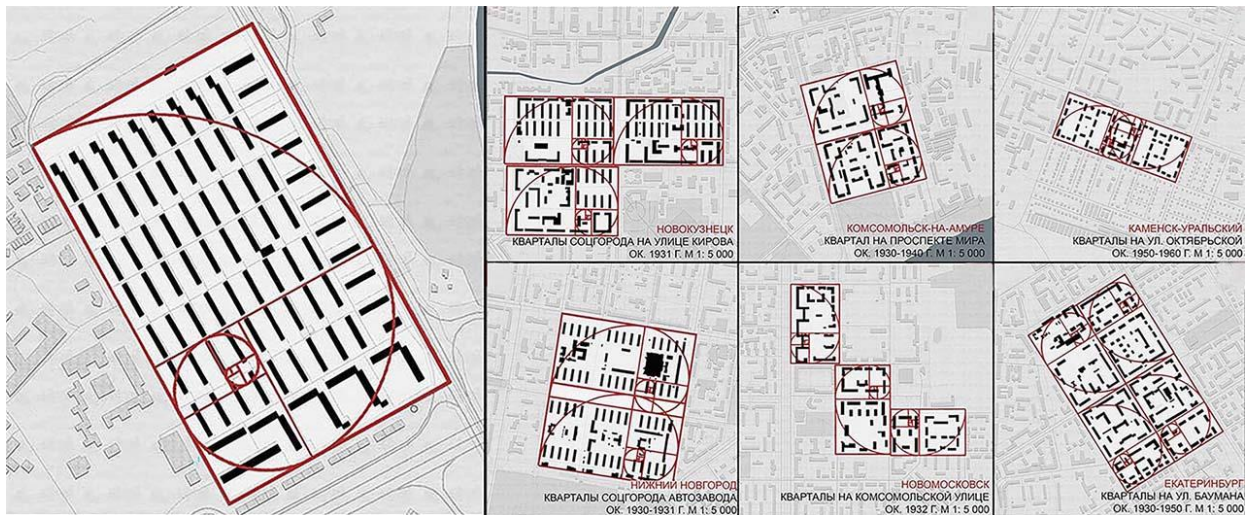 НОВОКУЗНЕЦК
КВАРТАЛЫ СОЦГОРОДА НА УЛИЦЕ КИРОВА
ОК. 1931 Г. М 1: 5 000
КОМСОМОЛЬСК-НА-АМУРЕ
КВАРТАЛ НА ПРОСПЕКТЕ МИРА
ОК. 1930-1940 Г. М 1: 5 000
КАМЕНСК-УРАЛЬСКИЙ
КВАРТАЛЫ НА УЛ. ОКТЯБРЬСКОЙ
ОК. 1950-1960 Г. М 1: 5 000
НИЖНИЙ НОВГОРОД
КВАРТАЛЫ СОЦГОРОДА АВТОЗАВОДА
ОК. 1930-1931 Г. М 1: 5 000
НОВОМОСКОВСК
КВАРТАЛЫ НА КОМСОМОЛЬСКОЙ УЛИЦЕ
ОК. 1932 Г. М 1: 5 000
ЕКАТЕРИНБУРГ
КВАРТАЛЫ НА УЛ. БАУМАНА
ОК. 1930-1950 Г. М 1: 5 000